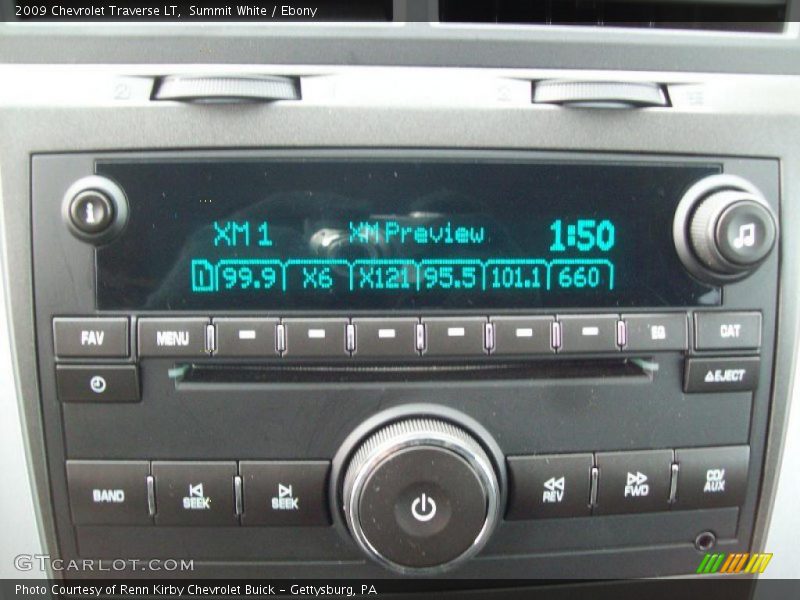 2009 Chevrolet Traverse LT, Summit White / Ebony
i
XM 1 XM Preview 1:50
1 99.9 X6 X121 95.5 101.1 660
FAV MENU EQ CAT
EJECT
BAND SEEK SEEK REV FWD CD/AUX
GTCARLOT.COM
Photo Courtesy of Renn Kirby Chevrolet Buick – Gettysburg, PA